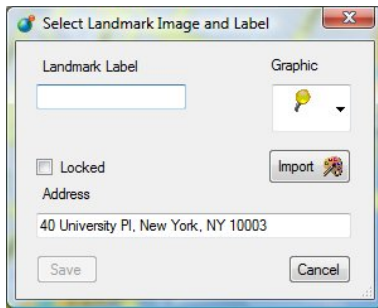 Select Landmark Image and Label
Landmark Label
Graphic
Locked
Import
Address
40 University Pl, New York, NY 10003
Save
Cancel